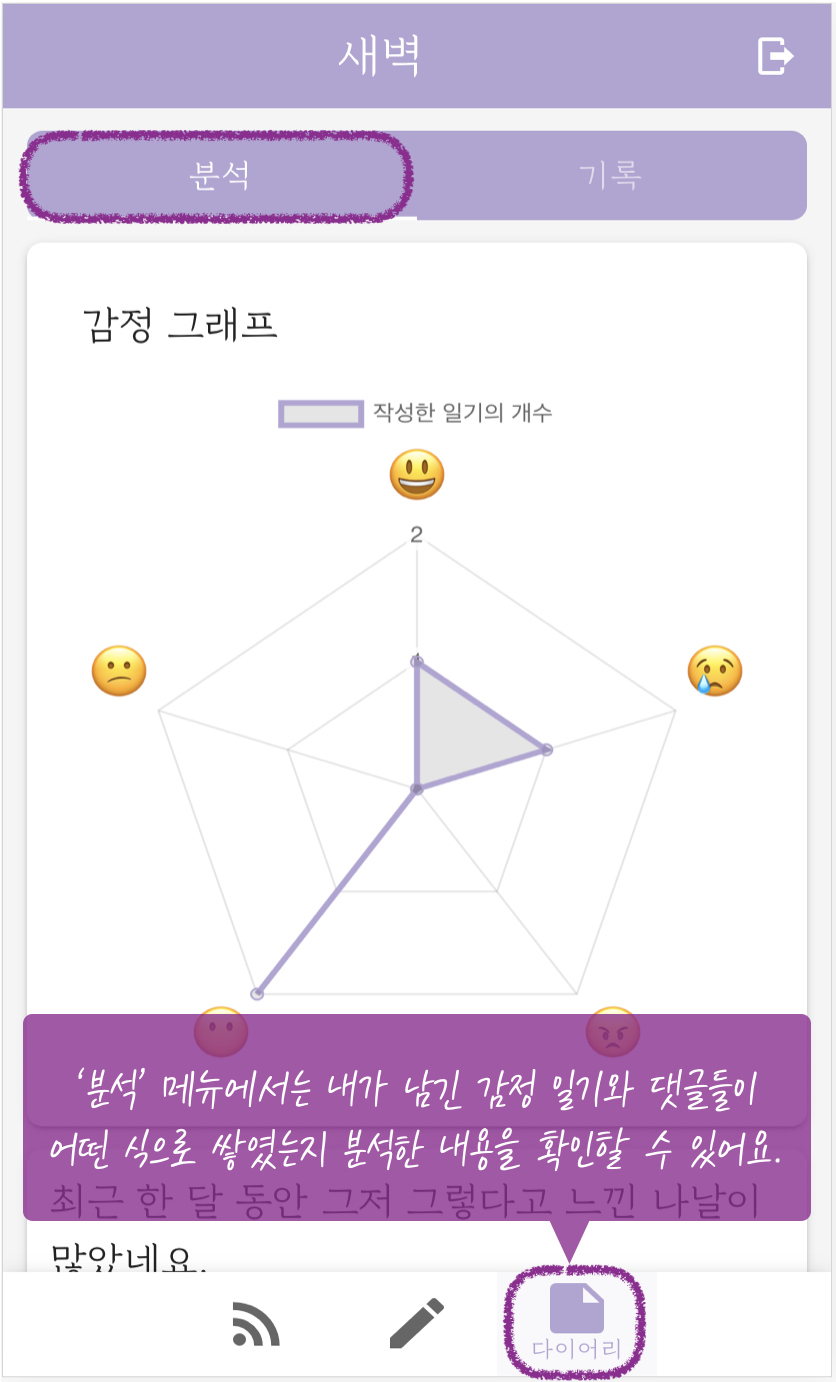 새벽
분석
기록
감정 그래프
작성한 일기의 개수
2
1
‘분석’ 메뉴에서는 내가 남긴 감정 일기와 댓글들이
어떤 식으로 쌓였는지 분석한 내용을 확인할 수 있어요.
최근 한 달 동안 그저 그렇다고 느낀 나날이
많았네요.
다이어리